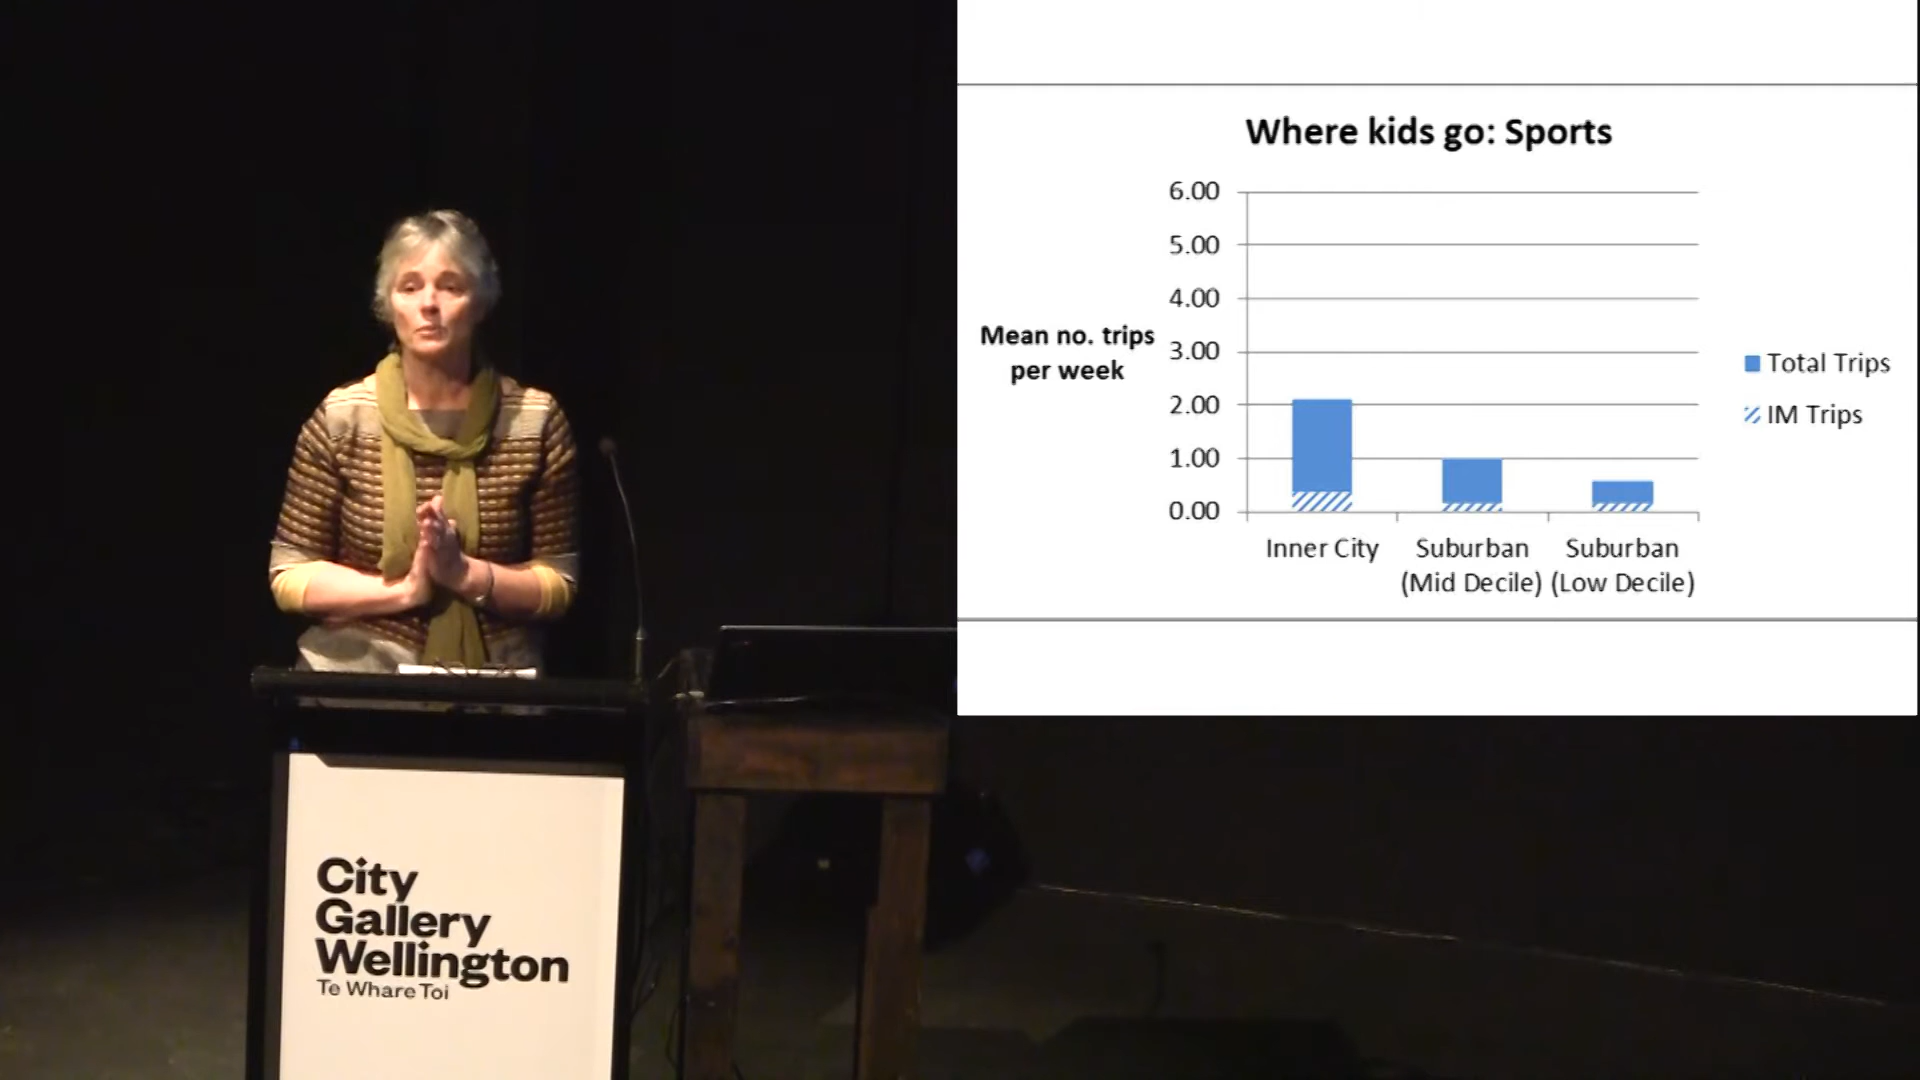 Where kids go: Sports
6.00
5.00
4.00
3.00
2.00
1.00
0.00
Mean no. trips
per week
Total Trips
IM Trips
Inner City
Suburban
(Mid Decile)
Suburban
(Low Decile)
City
Gallery
Wellington
Te Whare Toi